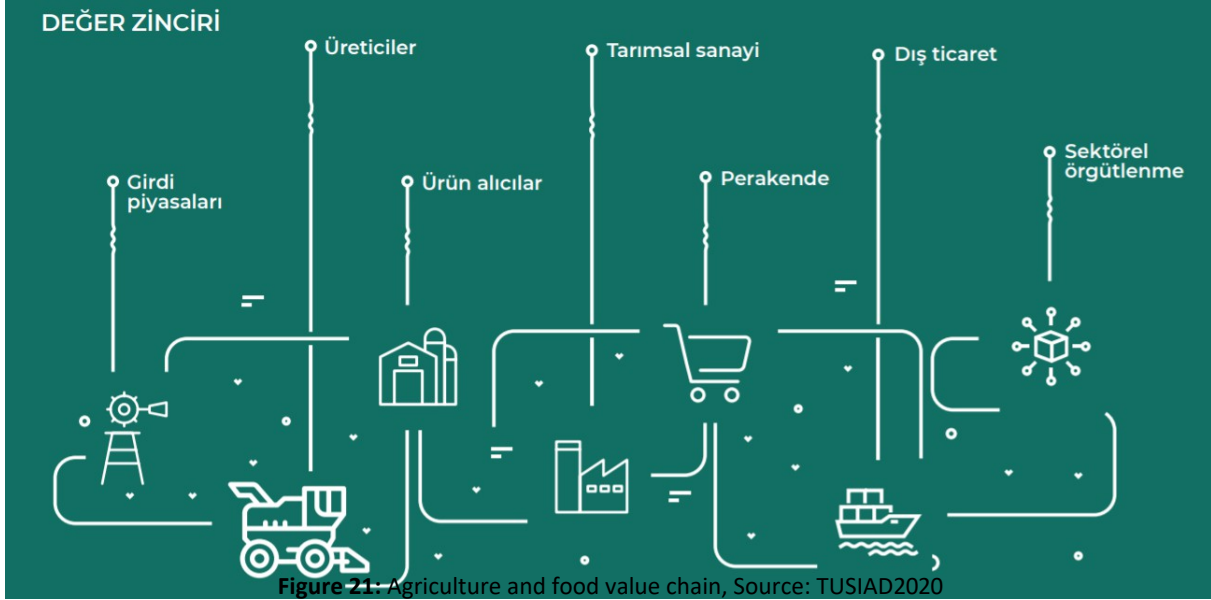 DEĞER ZİNCİRİ
Üreticiler
Tarımsal sanayi
Dış ticaret
Girdi
piyasaları
Ürün alıcılar
Perakende
Sektörel
örgütlenme
Figure 21: Agriculture and food value chain, Source: TUSIAD2020